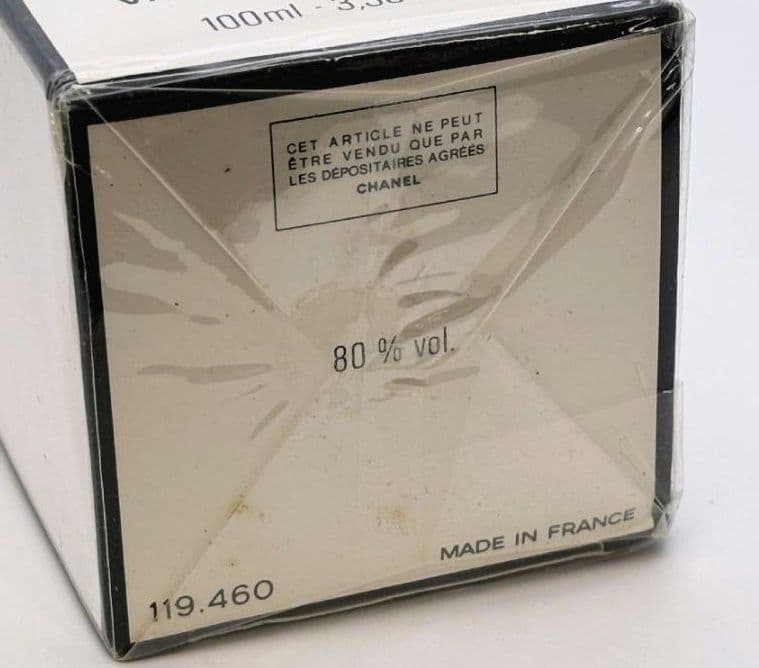 100ml -
CET ARTICLE NE PEUT
ÊTRE VENDU QUE PAR
LES DÉPOSITAIRES AGRÉÉS
CHANEL
80 % vol.
MADE IN FRANCE
119.460